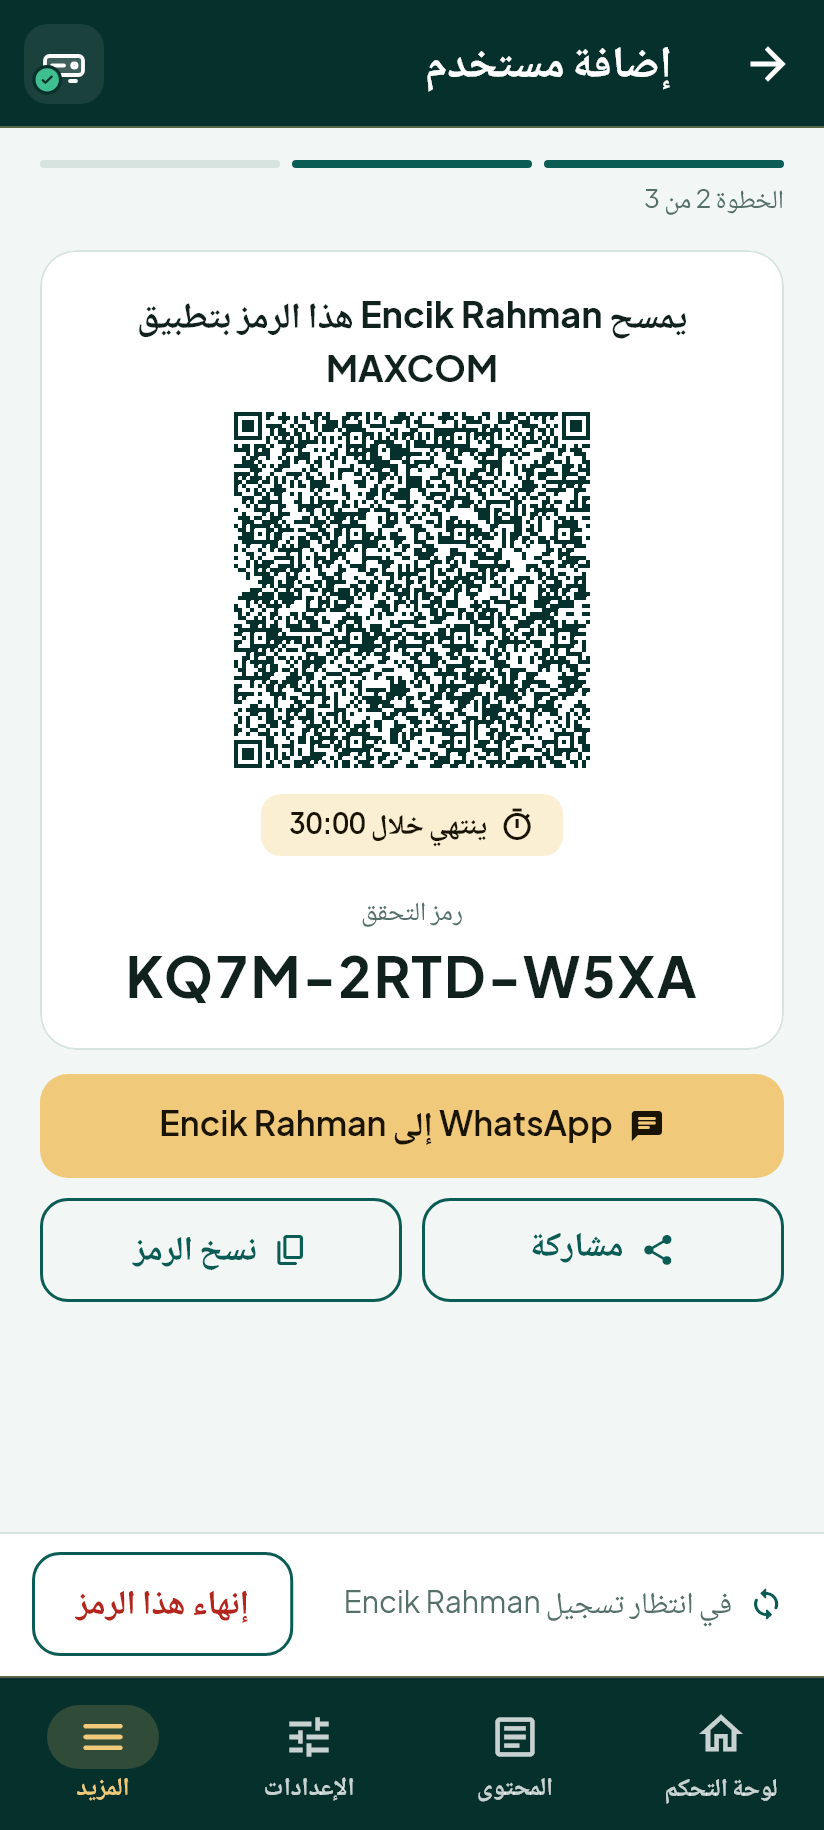 إضافة مستخدم
الخطوة 2 من 3
يمسح Encik Rahman هذا الرمز بتطبيق
MAXCOM
ينتهي خلال 30:00
رمز التحقق
KQ7M-2RTD-W5XA
WhatsApp إلى Encik Rahman
مشاركة
نسخ الرمز
في انتظار تسجيل Encik Rahman
إنهاء هذا الرمز
لوحة التحكم
المحتوى
الإعدادات
المزيد